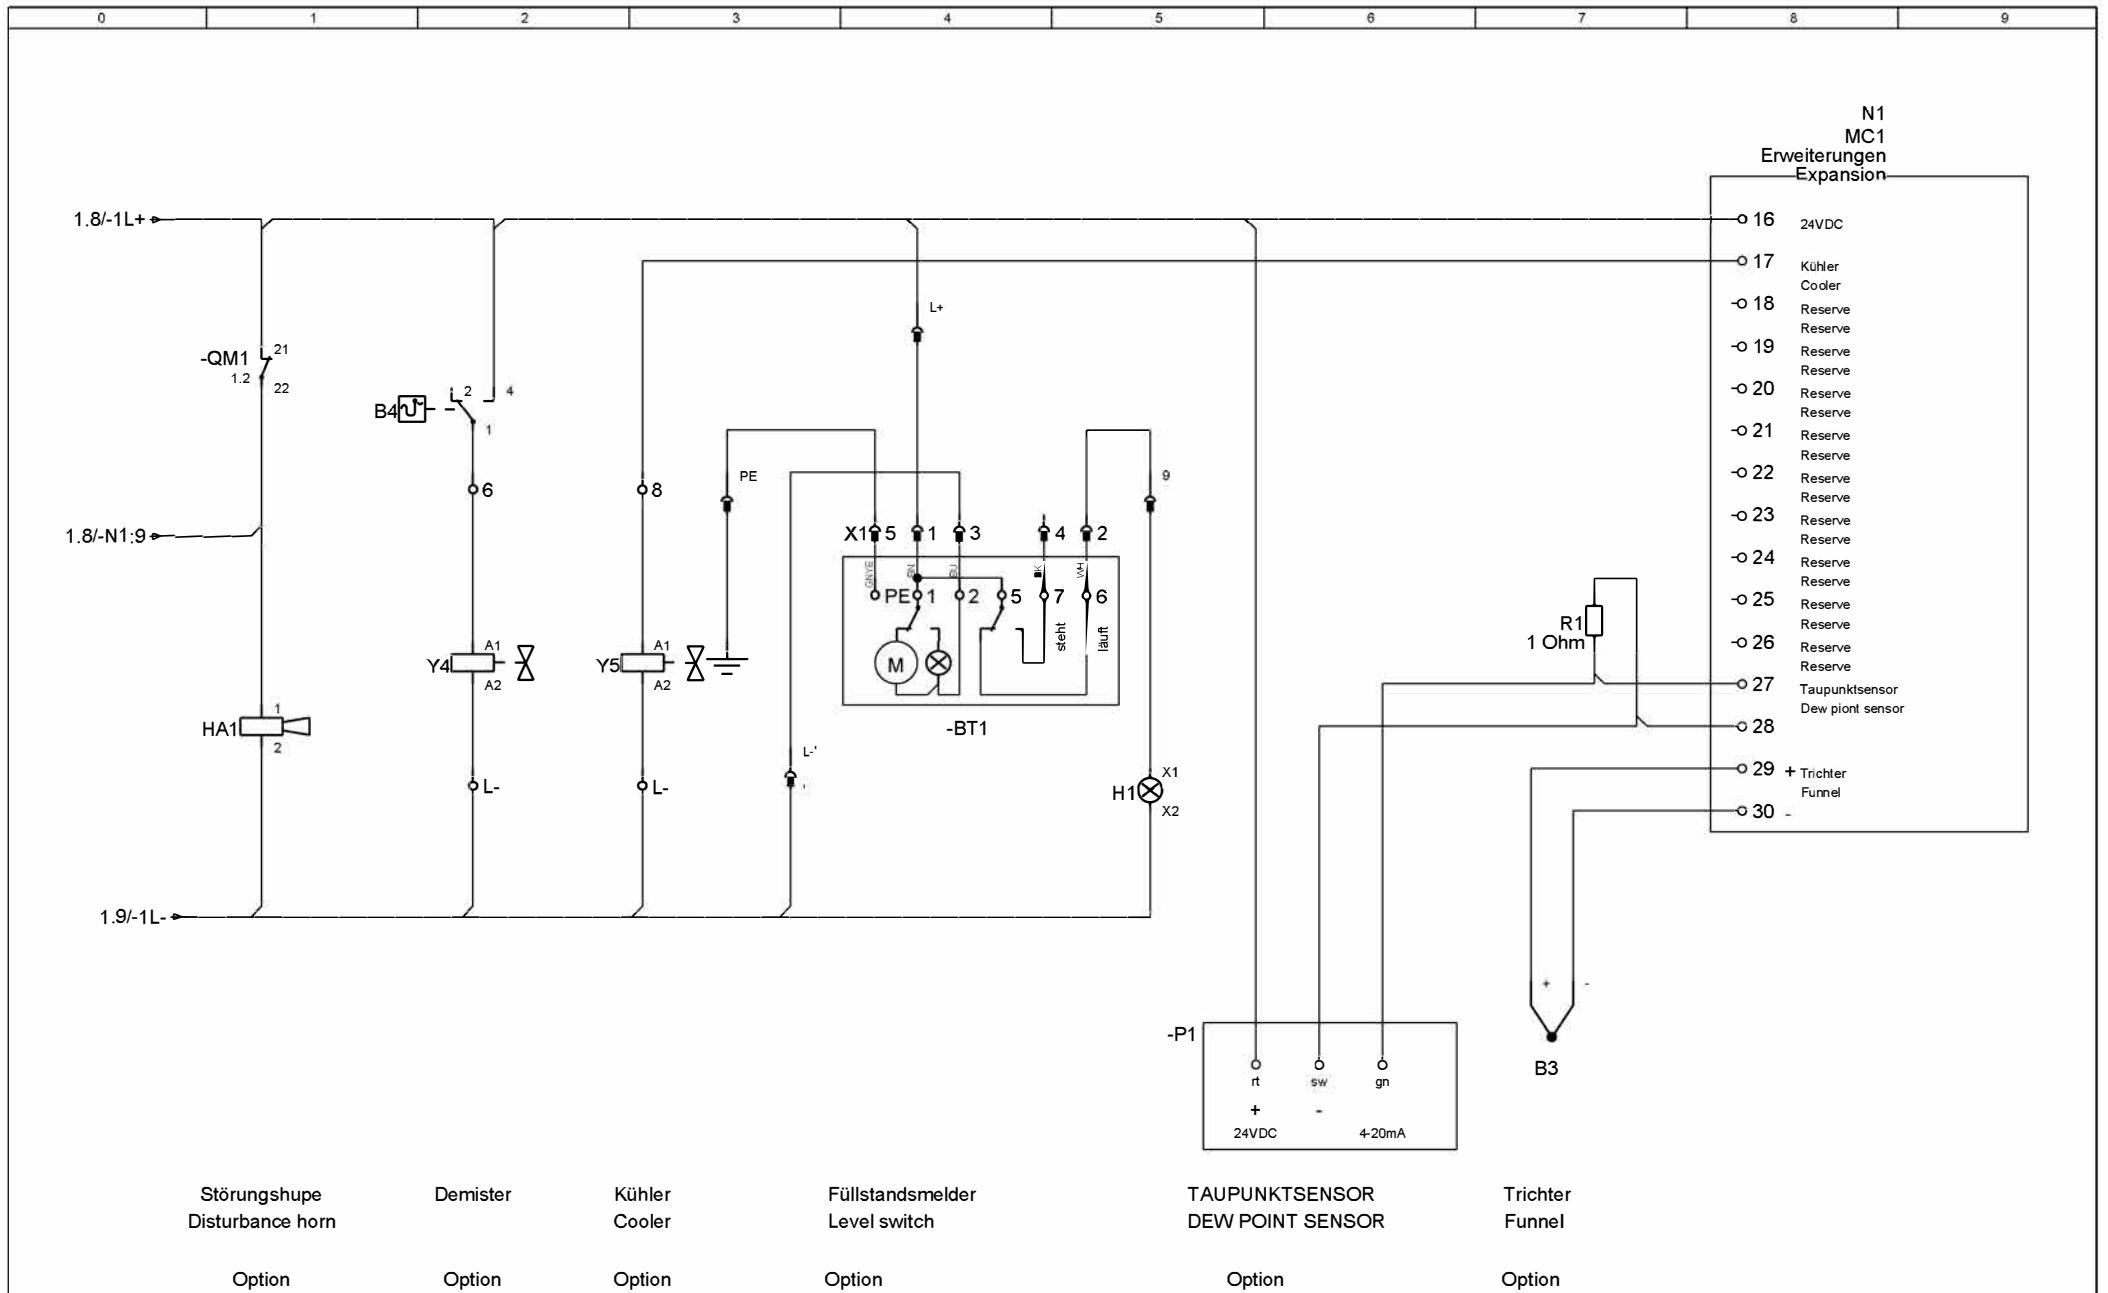 0 1 2 3 4 5 6 7 8 9
N1
MC1
Erweiterungen
Expansion
1.8/-1L+
16 24VDC
17 Kühler
Cooler
18 Reserve
Reserve
19 Reserve
Reserve
20 Reserve
Reserve
21 Reserve
Reserve
22 Reserve
Reserve
23 Reserve
Reserve
24 Reserve
Reserve
25 Reserve
Reserve
26 Reserve
Reserve
27 Taupunktsensor
Dew piont sensor
28
29 + Trichter
Funnel
30 -
L+
-QM1 21
1.2 22
B4 2 4
1
PE
9
6
8
1.8/-N1:9
X1 5 1 3 4 2
GNYE BN BU BK WH
PE 1 2 5 7 6
steht
läuft
M
-BT1
R1
1 Ohm
Y4 A1
A2
Y5 A1
A2
HA1 1
2
L-'
L-
L-
H1 X1
X2
1.9/-1L-
+ -
B3
-P1
rt sw gn
+ -
24VDC 4-20mA
Störungshupe
Disturbance horn
Option
Demister
Option
Kühler
Cooler
Option
Füllstandsmelder
Level switch
Option
TAUPUNKTSENSOR
DEW POINT SENSOR
Option
Trichter
Funnel
Option